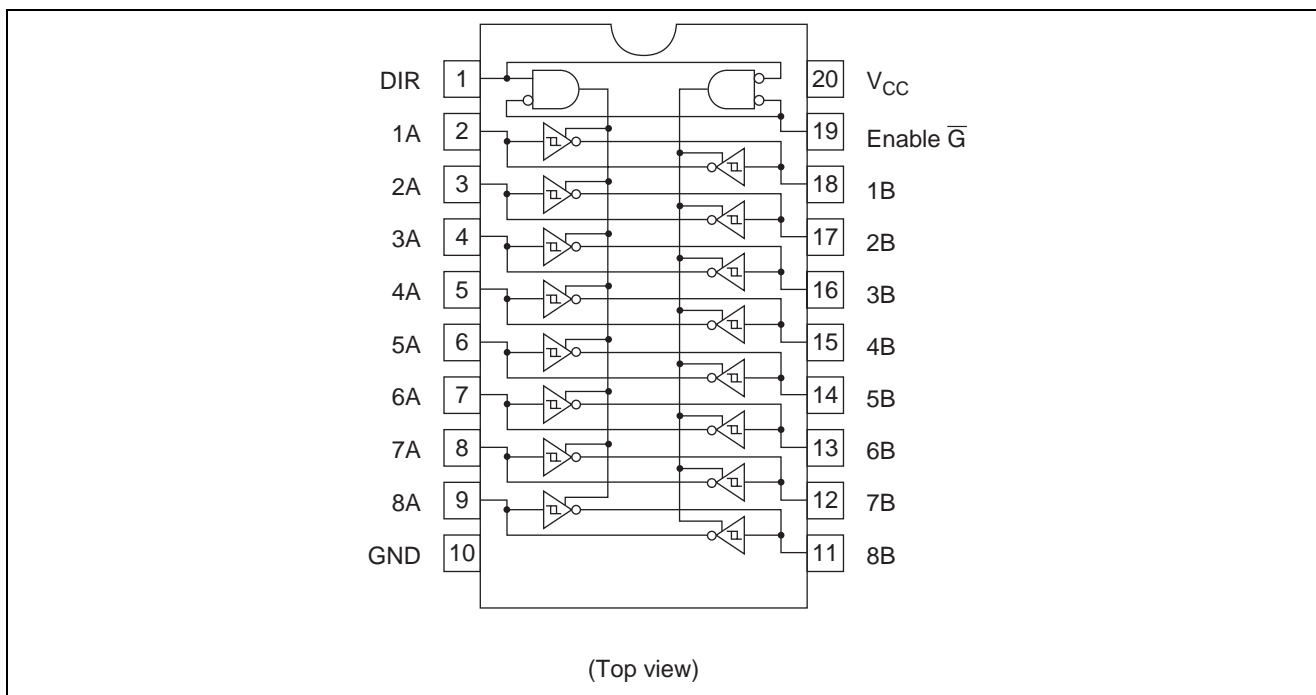 DIR 1 20 V_CC
1A 2 19 Enable G̅
2A 3 18 1B
3A 4 17 2B
4A 5 16 3B
5A 6 15 4B
6A 7 14 5B
7A 8 13 6B
8A 9 12 7B
GND 10 11 8B
(Top view)